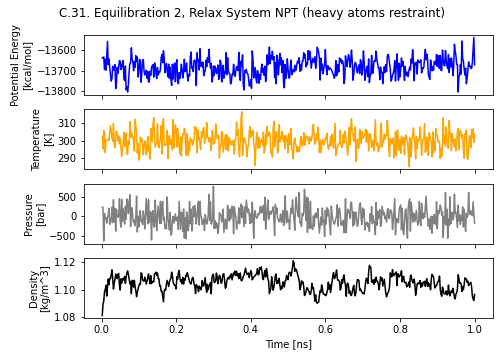 C.31. Equilibration 2, Relax System NPT (heavy atoms restraint)
Potential Energy
[kcal/mol]
−13600
−13700
−13800
Temperature
[K]
310
300
290
Pressure
[bar]
500
0
−500
Density
[kg/m^3]
1.12
1.10
1.08
0.0 0.2 0.4 0.6 0.8 1.0
Time [ns]